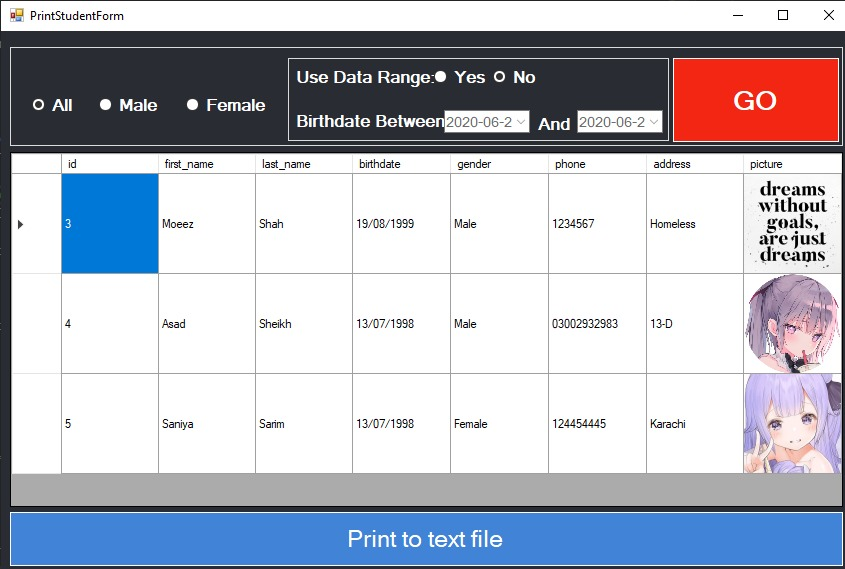 PrintStudentForm
Use Data Range: Yes No
All Male Female
Birthdate Between 2020-06-2 And 2020-06-2
GO
id first_name last_name birthdate gender phone address picture
3 Moeez Shah 19/08/1999 Male 1234567 Homeless
dreams
without
goals,
are just
dreams
4 Asad Sheikh 13/07/1998 Male 03002932983 13-D
5 Saniya Sarim 13/07/1998 Female 124454445 Karachi
Print to text file